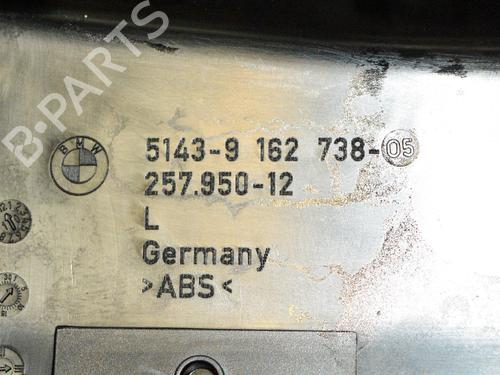 B-PARTS
BMW
5143-9 162 738-05
257.950-12
L
Germany
>ABS<